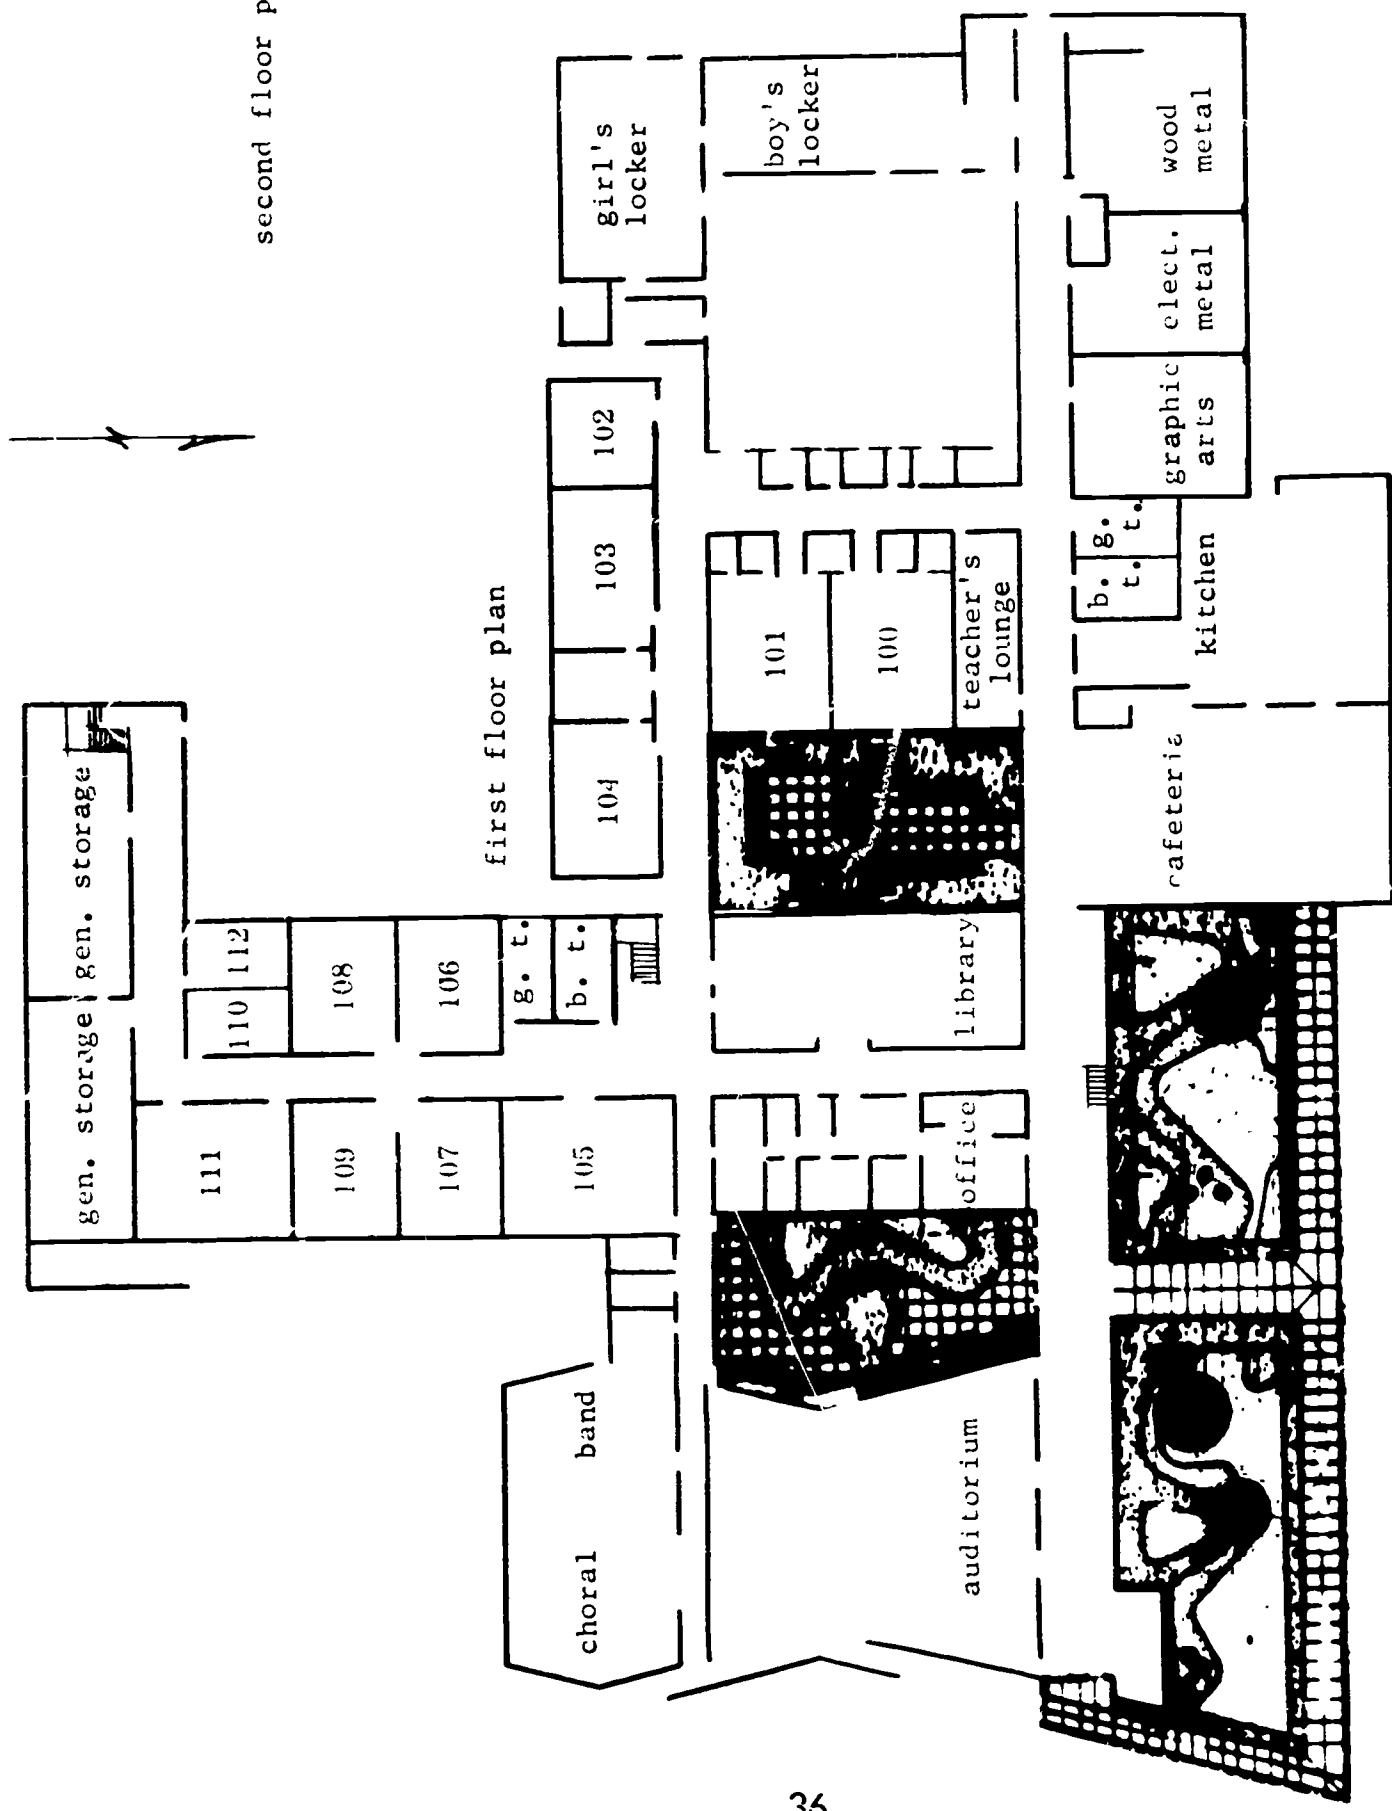 second floor p
gen. storage
gen. storage
111
110
112
109
108
107
106
first floor plan
g. t.
b. t.
105
choral
band
104
103
102
girl's
locker
boy's
locker
101
100
auditorium
office
library
teacher's
lounge
cafeteria
kitchen
b.
t.
g.
t.
graphic
arts
elect.
metal
wood
metal
36